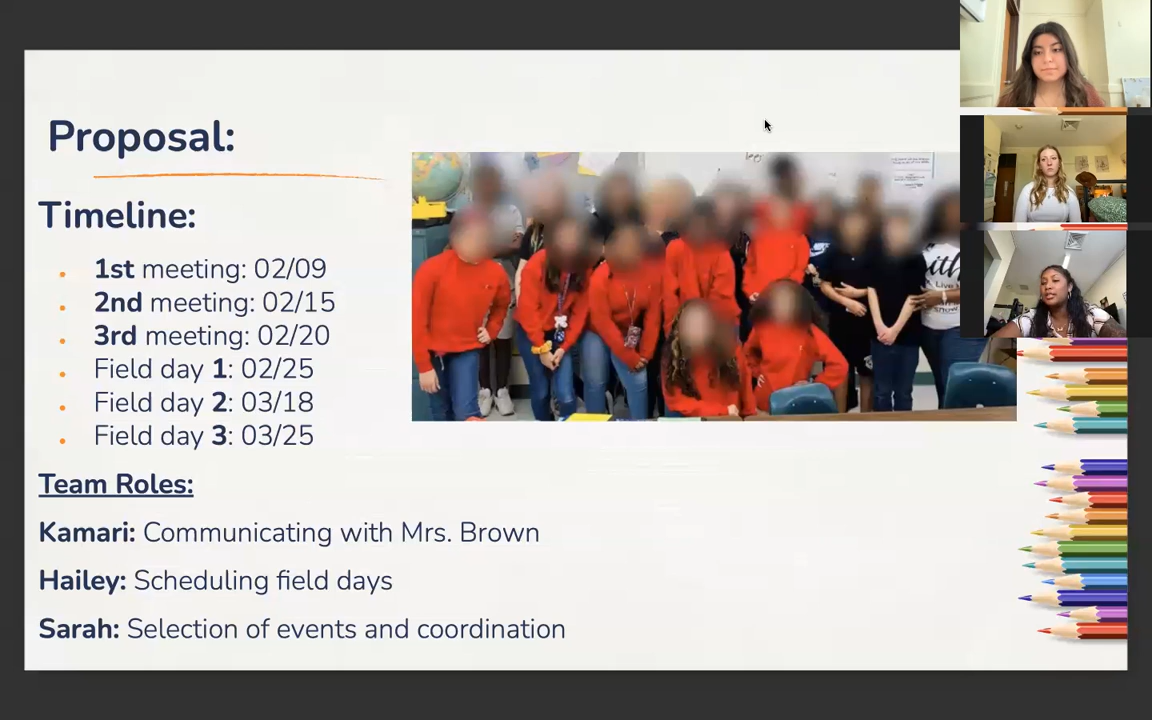 Proposal:
Timeline:
1st meeting: 02/09
2nd meeting: 02/15
3rd meeting: 02/20
Field day 1: 02/25
Field day 2: 03/18
Field day 3: 03/25
Team Roles:
Kamari: Communicating with Mrs. Brown
Hailey: Scheduling field days
Sarah: Selection of events and coordination